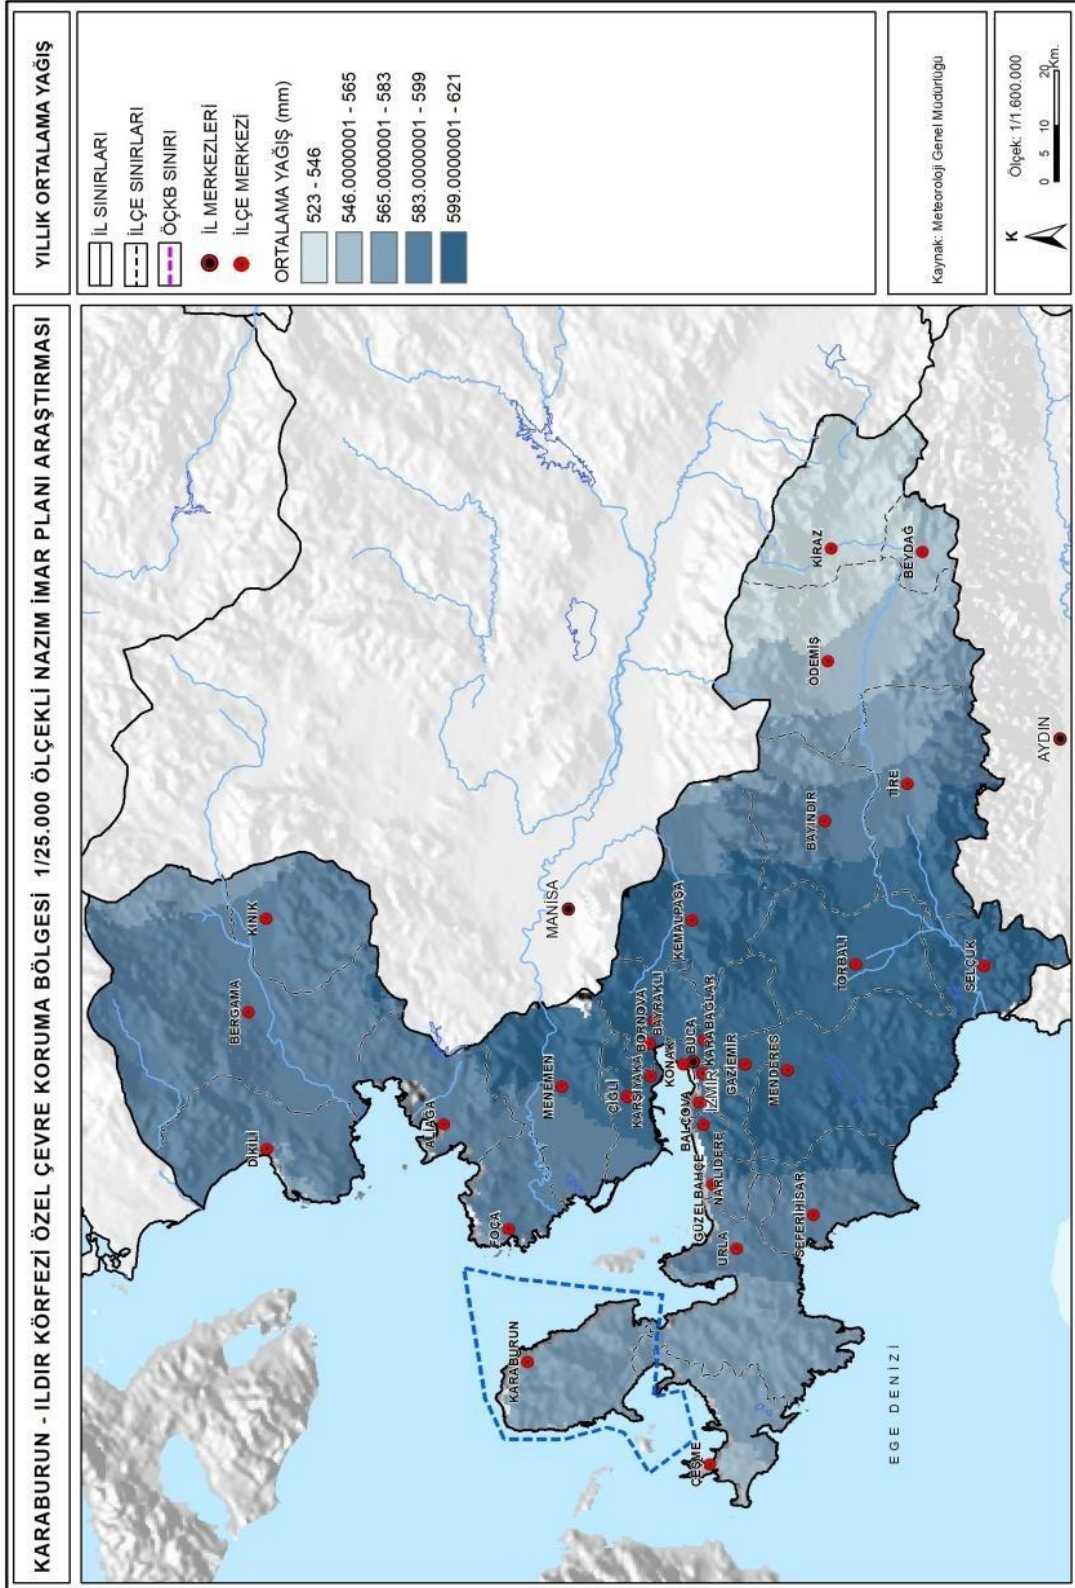 KARABURUN - ILDIR KÖRFEZİ ÖZEL ÇEVRE KORUMA BÖLGESİ 1/25.000 ÖLÇEKLİ NAZIM İMAR PLANI ARAŞTIRMASI
YILLIK ORTALAMA YAĞIŞ
İL SINIRLARI
İLÇE SINIRLARI
ÖÇKB SINIRI
İL MERKEZLERİ
İLÇE MERKEZİ
ORTALAMA YAĞIŞ (mm)
523 - 546
546.0000001 - 565
565.0000001 - 583
583.0000001 - 599
599.0000001 - 621
Kaynak: Meteoroloji Genel Müdürlüğü
K
Ölçek: 1/1.600.000
0 5 10 20 Km.
DİKİLİ
BERGAMA
KINIK
ALİAĞA
FOÇA
MENEMEN
MANİSA
KARABURUN
ÇİĞLİ
KARŞIYAKA
BORNOVA
BAYRAKLI
KONAK
BUCA
KARABAĞLAR
KEMALPAŞA
ÇEŞME
URLA
GÜZELBAHÇE
NARLIDERE
BALÇOVA
İZMİR
GAZİEMİR
MENDERES
SEFERİHİSAR
TORBALI
BAYINDIR
ÖDEMİŞ
KİRAZ
SELÇUK
TİRE
BEYDAĞ
EGE DENİZİ
AYDIN